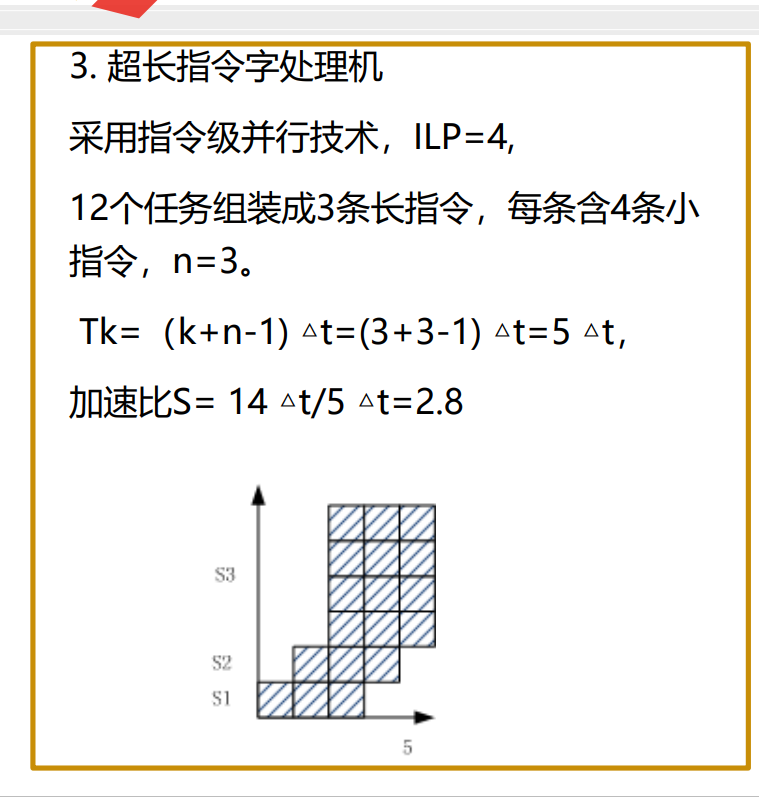 3. 超长指令字处理机
采用指令级并行技术，ILP=4,
12个任务组装成3条长指令，每条含4条小
指令，n=3。
Tk=（k+n-1) △t=(3+3-1) △t=5 △t，
加速比S= 14 △t/5 △t=2.8
S3
S2
S1
5